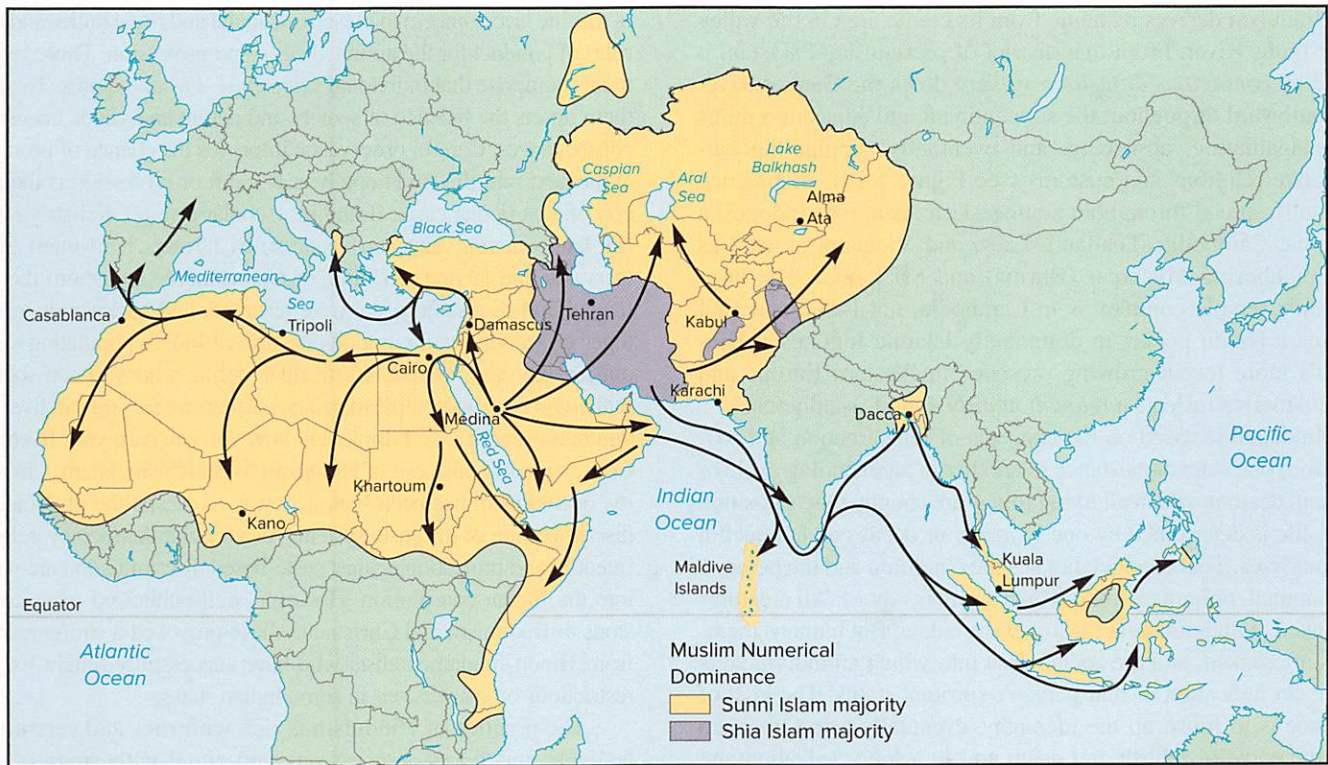 Caspian
Sea
Aral
Sea
Lake
Balkhash
Alma
Ata
Black Sea
Mediterranean
Sea
Casablanca
Tripoli
Damascus
Tehran
Kabul
Cairo
Karachi
Medina
Dacca
Red Sea
Pacific
Ocean
Khartoum
Indian
Ocean
Kano
Maldive
Islands
Kuala
Lumpur
Equator
Atlantic
Ocean
Muslim Numerical
Dominance
Sunni Islam majority
Shia Islam majority